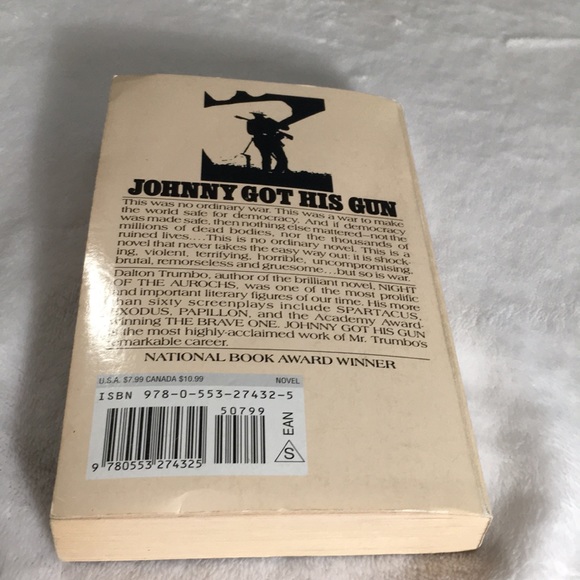 JOHNNY GOT HIS GUN
This was no ordinary war. This was a war to make
the world safe for democracy. And if democracy
was made safe, then nothing else mattered—not the
millions of dead bodies, nor the thousands of
ruined lives.... This is no ordinary novel. This is a
novel that never takes the easy way out: it is shock-
ing, violent, terrifying, horrible, uncompromising,
brutal, remorseless and gruesome...but so is war.
Dalton Trumbo, author of the brilliant novel, NIGHT
OF THE AUROCHS, was one of the most prolific
and important literary figures of our time. His more
than sixty screenplays include SPARTACUS,
EXODUS, PAPILLON, and the Academy Award-
winning THE BRAVE ONE. JOHNNY GOT HIS GUN
is the most highly-acclaimed work of Mr. Trumbo's
remarkable career.
NATIONAL BOOK AWARD WINNER
U.S.A. $7.99 CANADA $10.99 NOVEL
ISBN 978-0-553-27432-5
50799
EAN
S
9 780553 274325